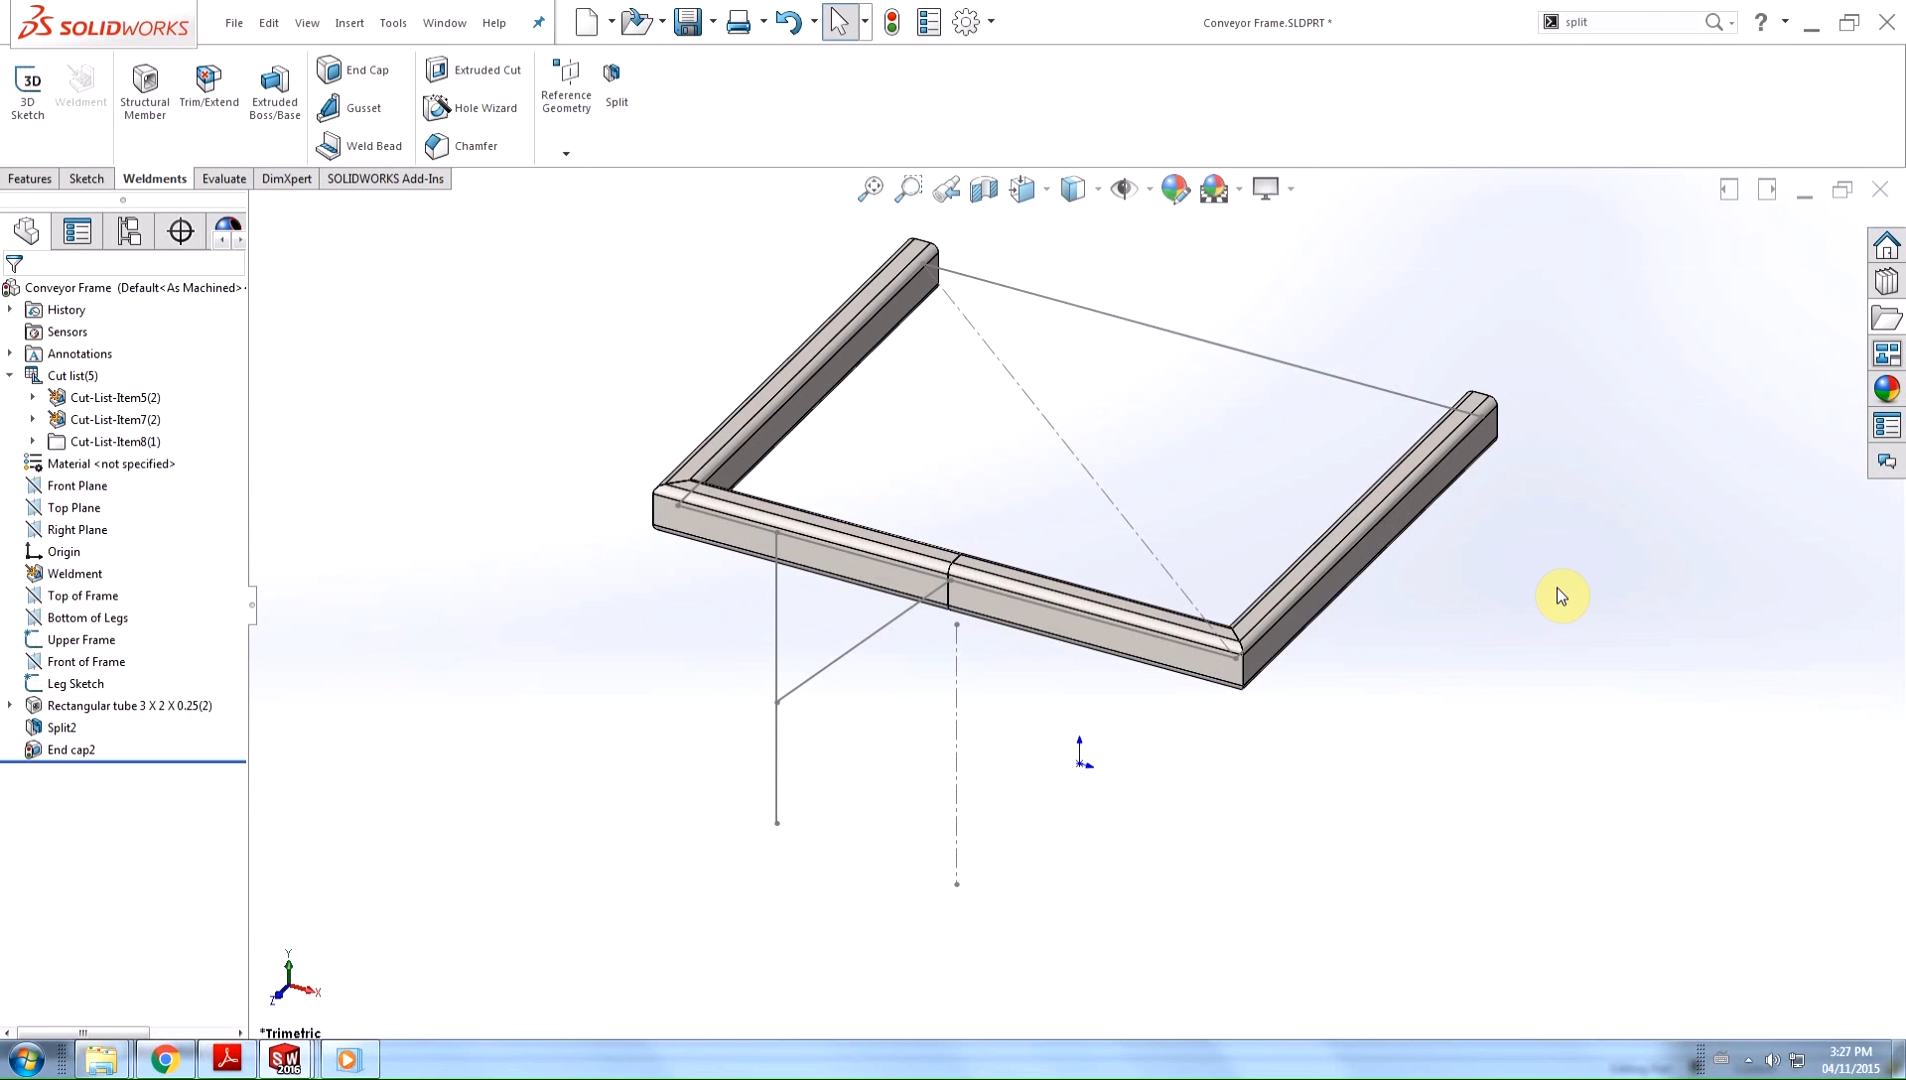 SOLIDWORKS
File Edit View Insert Tools Window Help
Conveyor Frame.SLDPRT *
split
3D
3D
Sketch
Weldment
Structural
Member
Trim/Extend
Extruded
Boss/Base
End Cap
Gusset
Weld Bead
Extruded Cut
Hole Wizard
Chamfer
Reference
Geometry
Split
Features Sketch Weldments Evaluate DimXpert SOLIDWORKS Add-Ins
Conveyor Frame (Default<As Machined>
History
Sensors
Annotations
Cut list(5)
Cut-List-Item5(2)
Cut-List-Item7(2)
Cut-List-Item8(1)
Material <not specified>
Front Plane
Top Plane
Right Plane
Origin
Weldment
Top of Frame
Bottom of Legs
Upper Frame
Front of Frame
Leg Sketch
Rectangular tube 3 X 2 X 0.25(2)
Split2
End cap2
Y
X
Z
*Trimetric
SW
2016
3:27 PM
04/11/2015